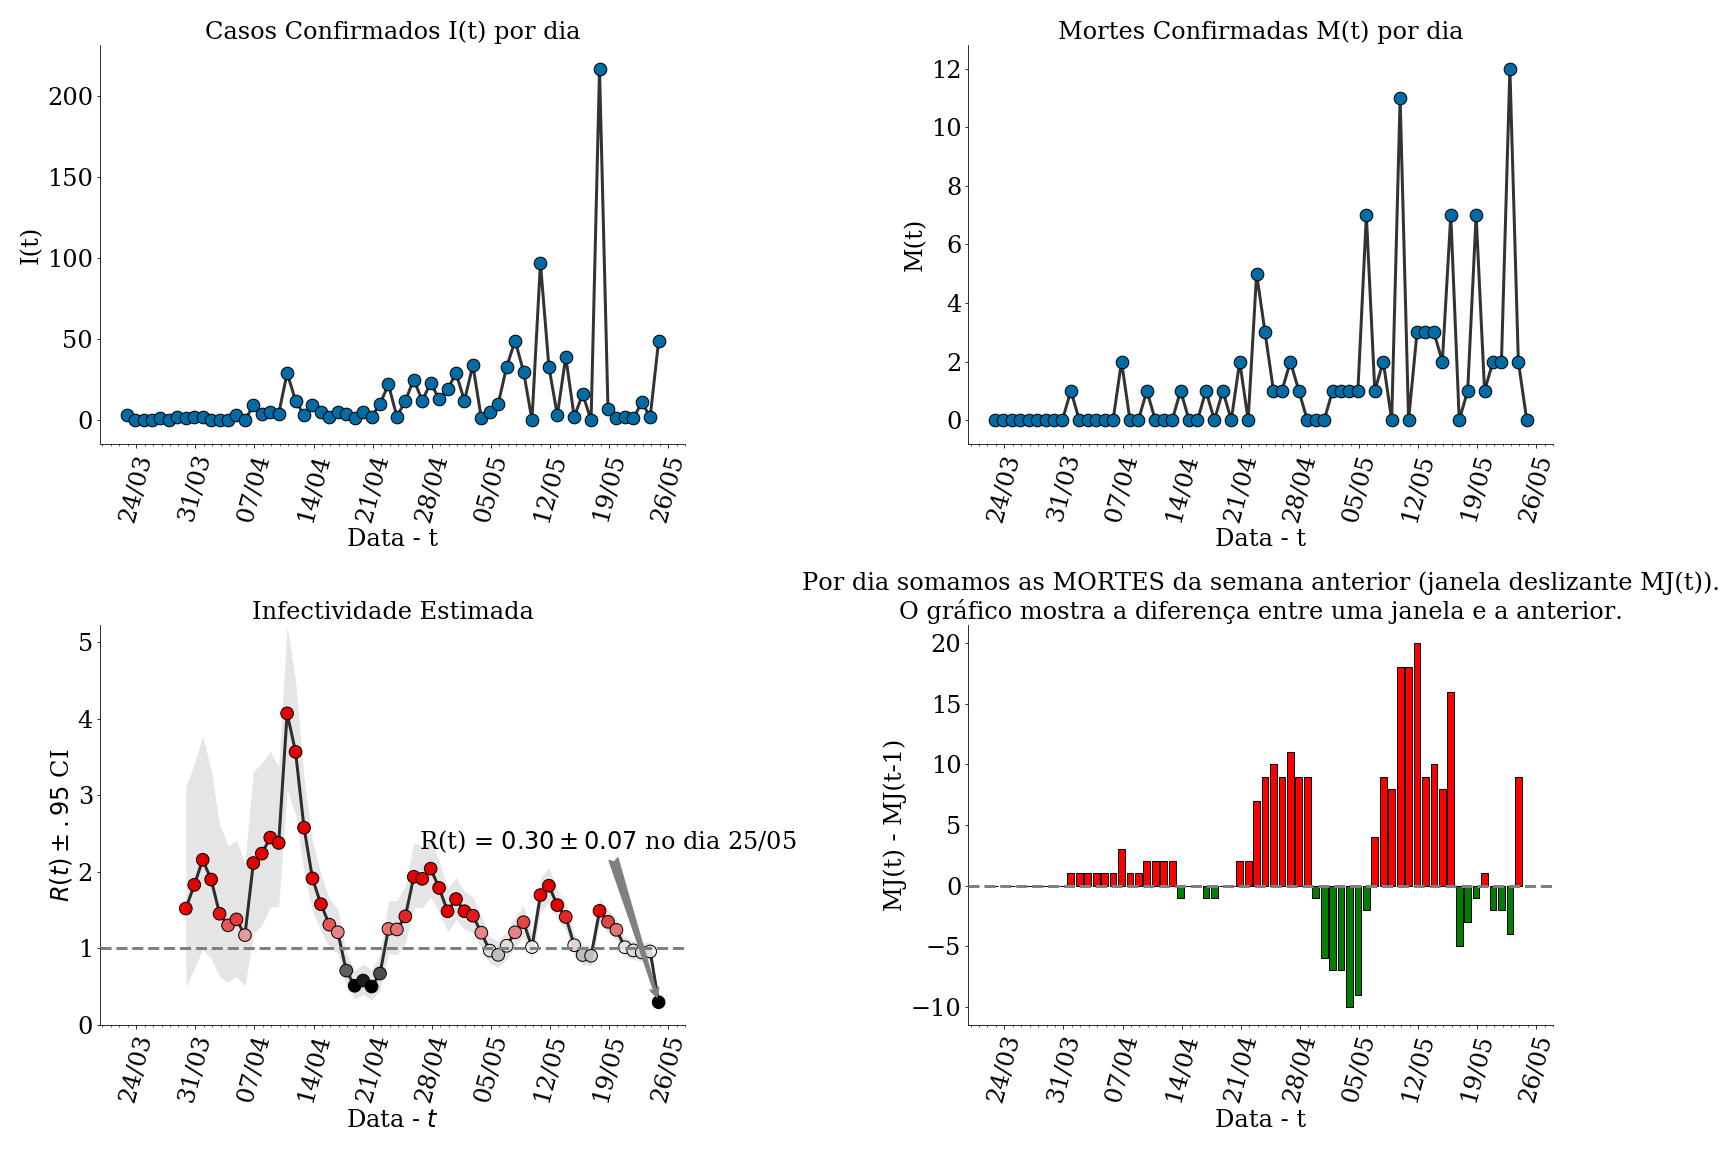 Casos Confirmados I(t) por dia
I(t)
200
150
100
50
0
24/03 31/03 07/04 14/04 21/04 28/04 05/05 12/05 19/05 26/05
Data - t
Mortes Confirmadas M(t) por dia
M(t)
12
10
8
6
4
2
0
24/03 31/03 07/04 14/04 21/04 28/04 05/05 12/05 19/05 26/05
Data - t
Infectividade Estimada
R(t) ± .95 CI
5
4
3
2
1
0
R(t) = 0.30 ± 0.07 no dia 25/05
24/03 31/03 07/04 14/04 21/04 28/04 05/05 12/05 19/05 26/05
Data - t
Por dia somamos as MORTES da semana anterior (janela deslizante MJ(t)).
O gráfico mostra a diferença entre uma janela e a anterior.
MJ(t) - MJ(t-1)
20
15
10
5
0
−5
−10
24/03 31/03 07/04 14/04 21/04 28/04 05/05 12/05 19/05 26/05
Data - t